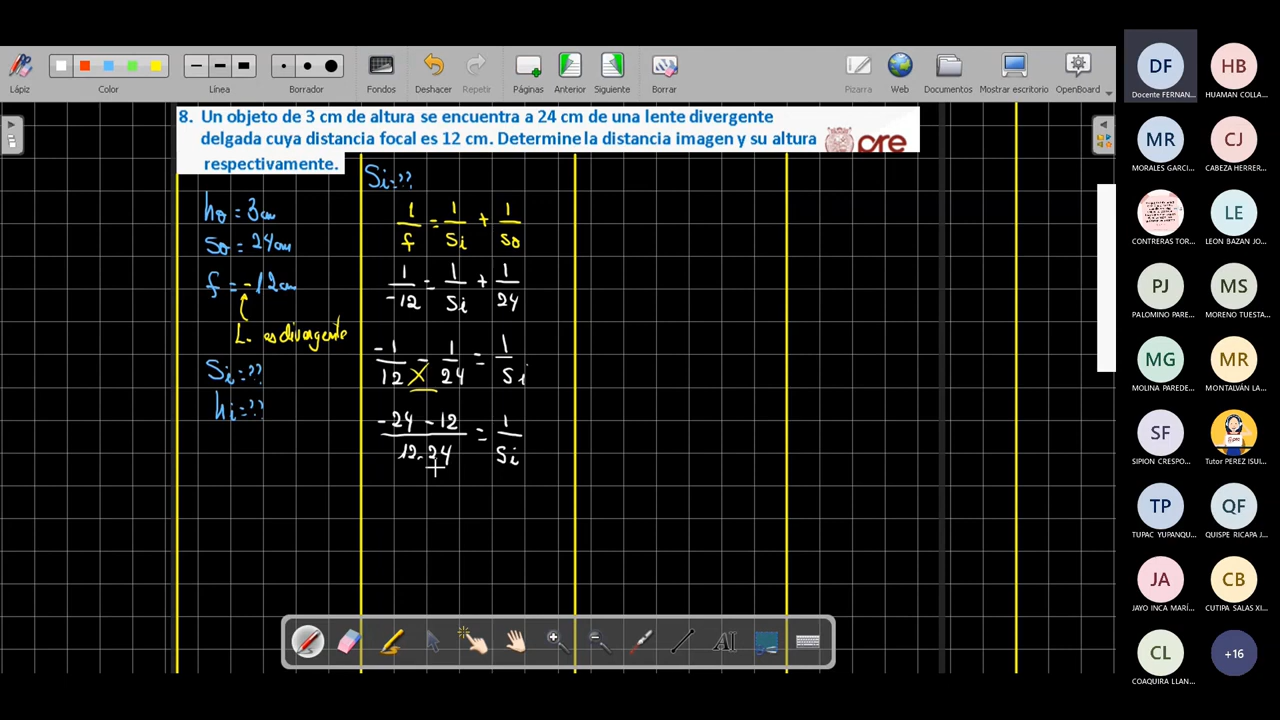 Lápiz
Color
Línea
Borrador
Fondos
Deshacer
Repetir
Páginas
Anterior
Siguiente
Borrar
Pizarra
Web
Documentos
Mostrar escritorio
OpenBoard
8. Un objeto de 3 cm de altura se encuentra a 24 cm de una lente divergente
delgada cuya distancia focal es 12 cm. Determine la distancia imagen y su altura
respectivamente.
pre
ho = 3cm
so = 24cm
f = -12cm
L. es divergente
Si = ??
hi = ??
Si = ??
1/f = 1/Si + 1/So
1/-12 = 1/Si + 1/24
-1/12 - 1/24 = 1/Si
-24 - 12/12.24 = 1/Si
AI
DF
Docente FERNAN...
HB
HUAMAN COLLA...
MR
MORALES GARCI...
CJ
CABEZA HERRER...
CONTRERAS TOR...
LE
LEON BAZAN JO...
PJ
PALOMINO PARE...
MS
MORENO TUESTA...
MG
MOLINA PAREDE...
MR
MONTALVÁN LA...
SF
SIPION CRESPO...
Tutor PEREZ ISUI...
TP
TUPAC YUPANQU...
QF
QUISPE RICAPA J...
JA
JAYO INCA MARÍ...
CB
CUTIPA SALAS XI...
CL
COAQUIRA LLAN...
+16